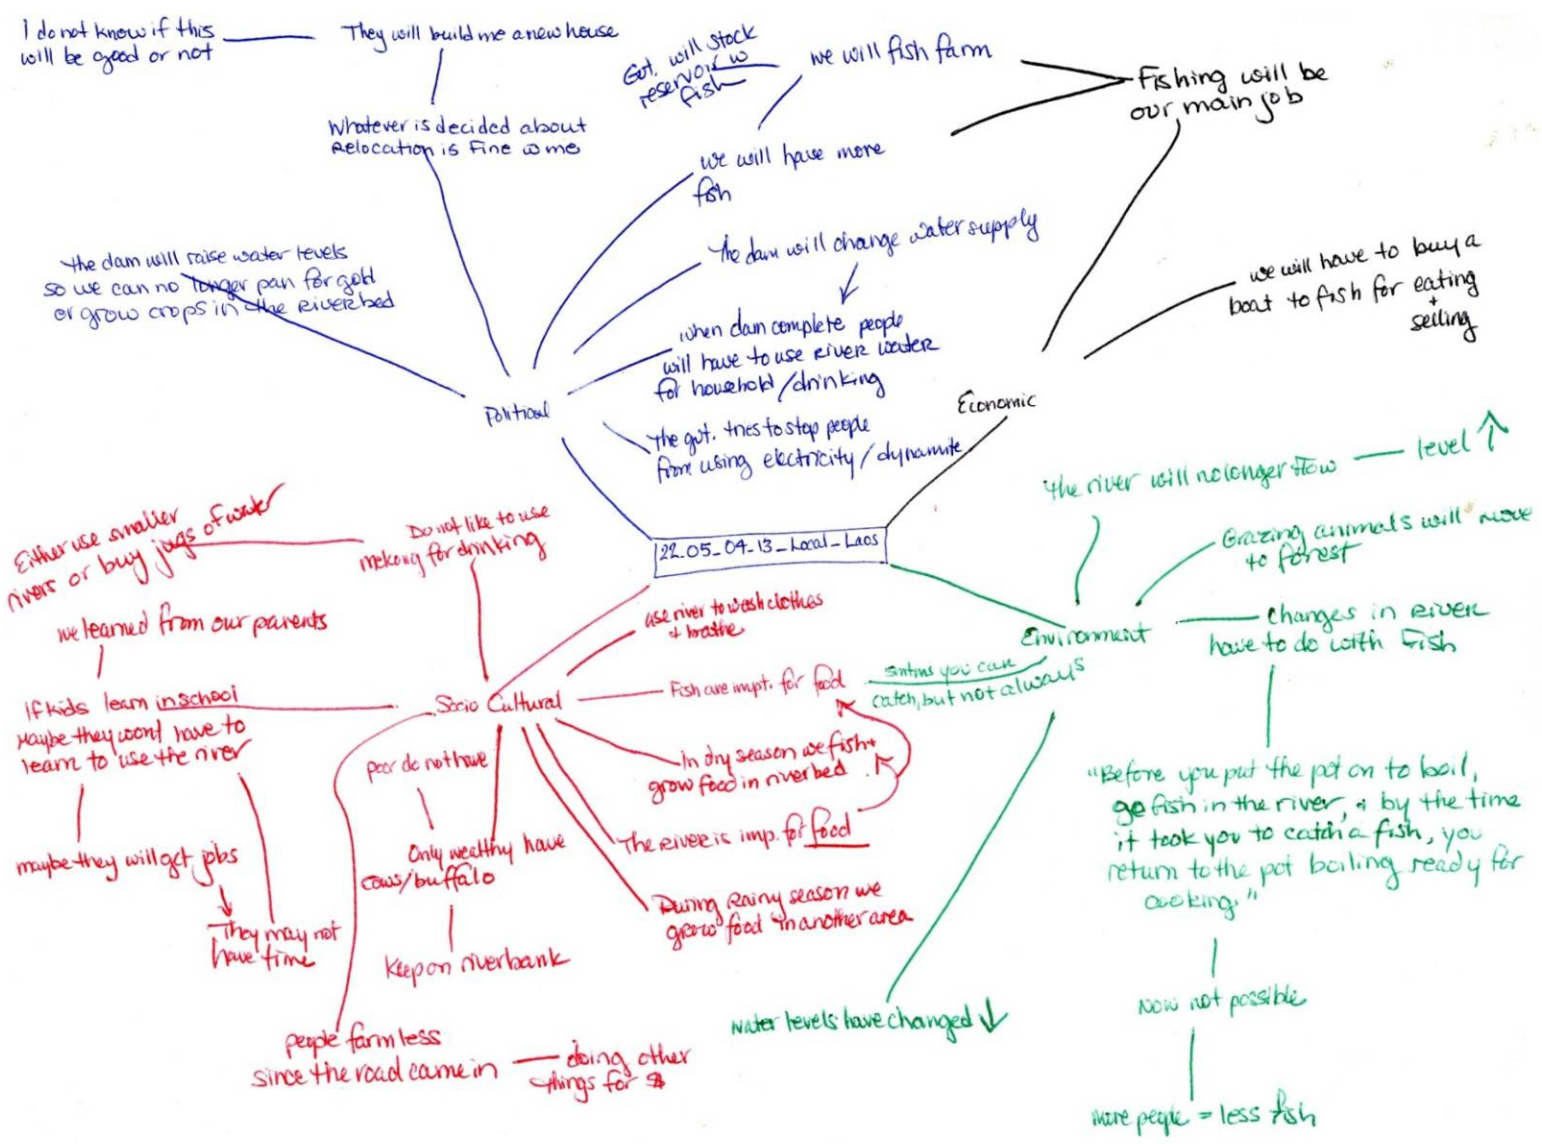 I do not know if this
will be good or not
They will build me a new house
Whatever is decided about
Relocation is Fine w me
Gvt. will stock
reservoir w
fish
we will fish farm
we will have more
fish
Fishing will be
our main job
the dam will raise water levels
so we can no longer pan for gold
or grow crops in the Riverbed
The dam will change water supply
when dam complete people
will have to use River water
for household/drinking
the gvt. tries to stop people
from using electricity/dynamite
Political
Economic
we will have to buy a
boat to fish for eating
+
selling
22_05_04_13_Local_Laos
the river will no longer flow
level ↑
Grazing animals will move
to forest
Environment
changes in River
have to do with Fish
"Before you put the pot on to boil,
go fish in the river, + by the time
it took you to catch a fish, you
return to the pot boiling ready for
cooking."
Now not possible
more people = less fish
Water levels have changed ↓
smtms you can
catch, but not always
Either use smaller
rivers or buy jugs of water
Do not like to use
mekong for drinking
we learned from our parents
If kids learn in school
Maybe they wont have to
learn to use the river
maybe they will get jobs
They may not
have time
Socio Cultural
use river to wash clothes
+ bathe
Fish are impt. for food
In dry season we fish +
grow food in riverbed
The River is imp. for food
During Rainy season we
grow food in another area
poor do not have
Only wealthy have
cows/buffalo
Keep on riverbank
people farm less
since the road came in
doing other
things for $